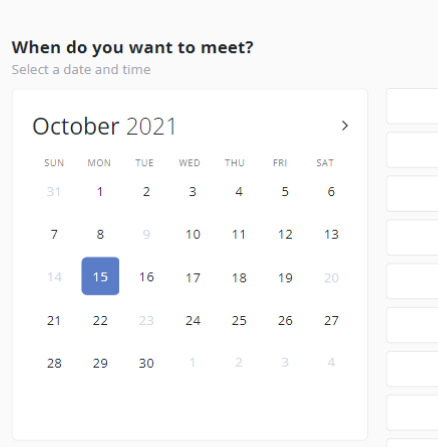 When do you want to meet?
Select a date and time
October 2021
SUN MON TUE WED THU FRI SAT
31 1 2 3 4 5 6
7 8 9 10 11 12 13
14 15 16 17 18 19 20
21 22 23 24 25 26 27
28 29 30 1 2 3 4